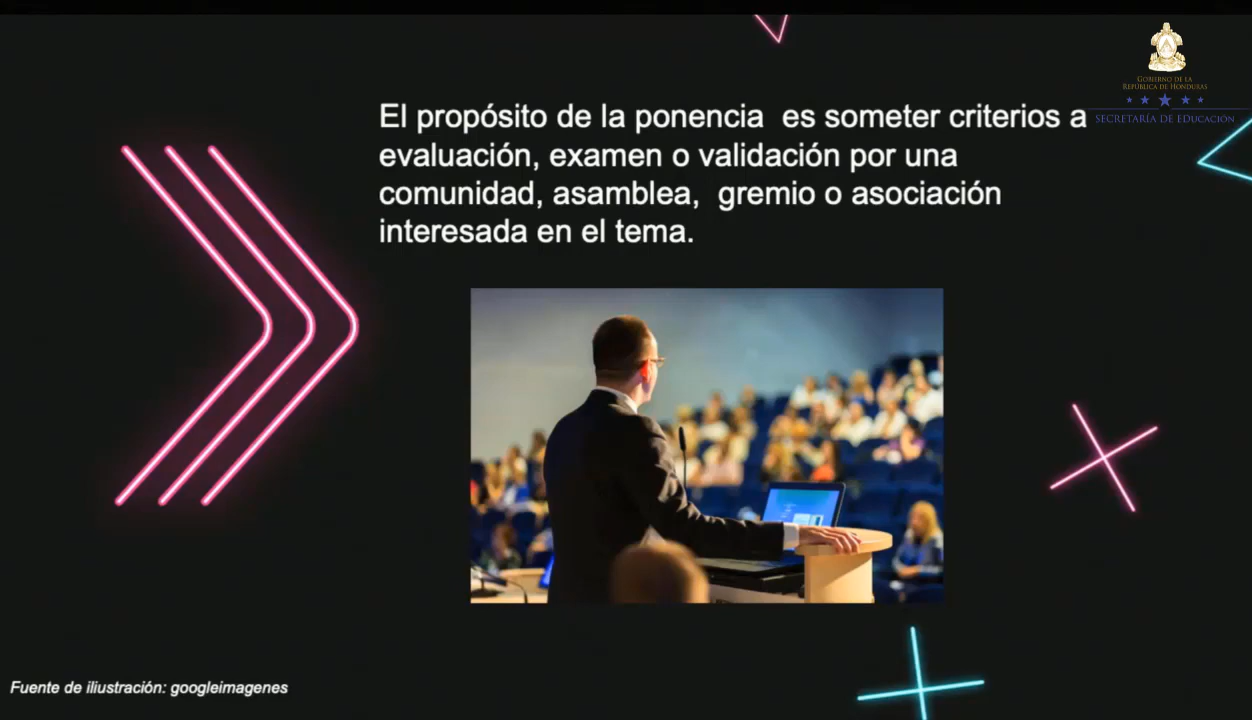 GOBIERNO DE LA
REPÚBLICA DE HONDURAS
SECRETARÍA DE EDUCACIÓN
El propósito de la ponencia es someter criterios a
evaluación, examen o validación por una
comunidad, asamblea, gremio o asociación
interesada en el tema.
Fuente de iliustración: googleimagenes